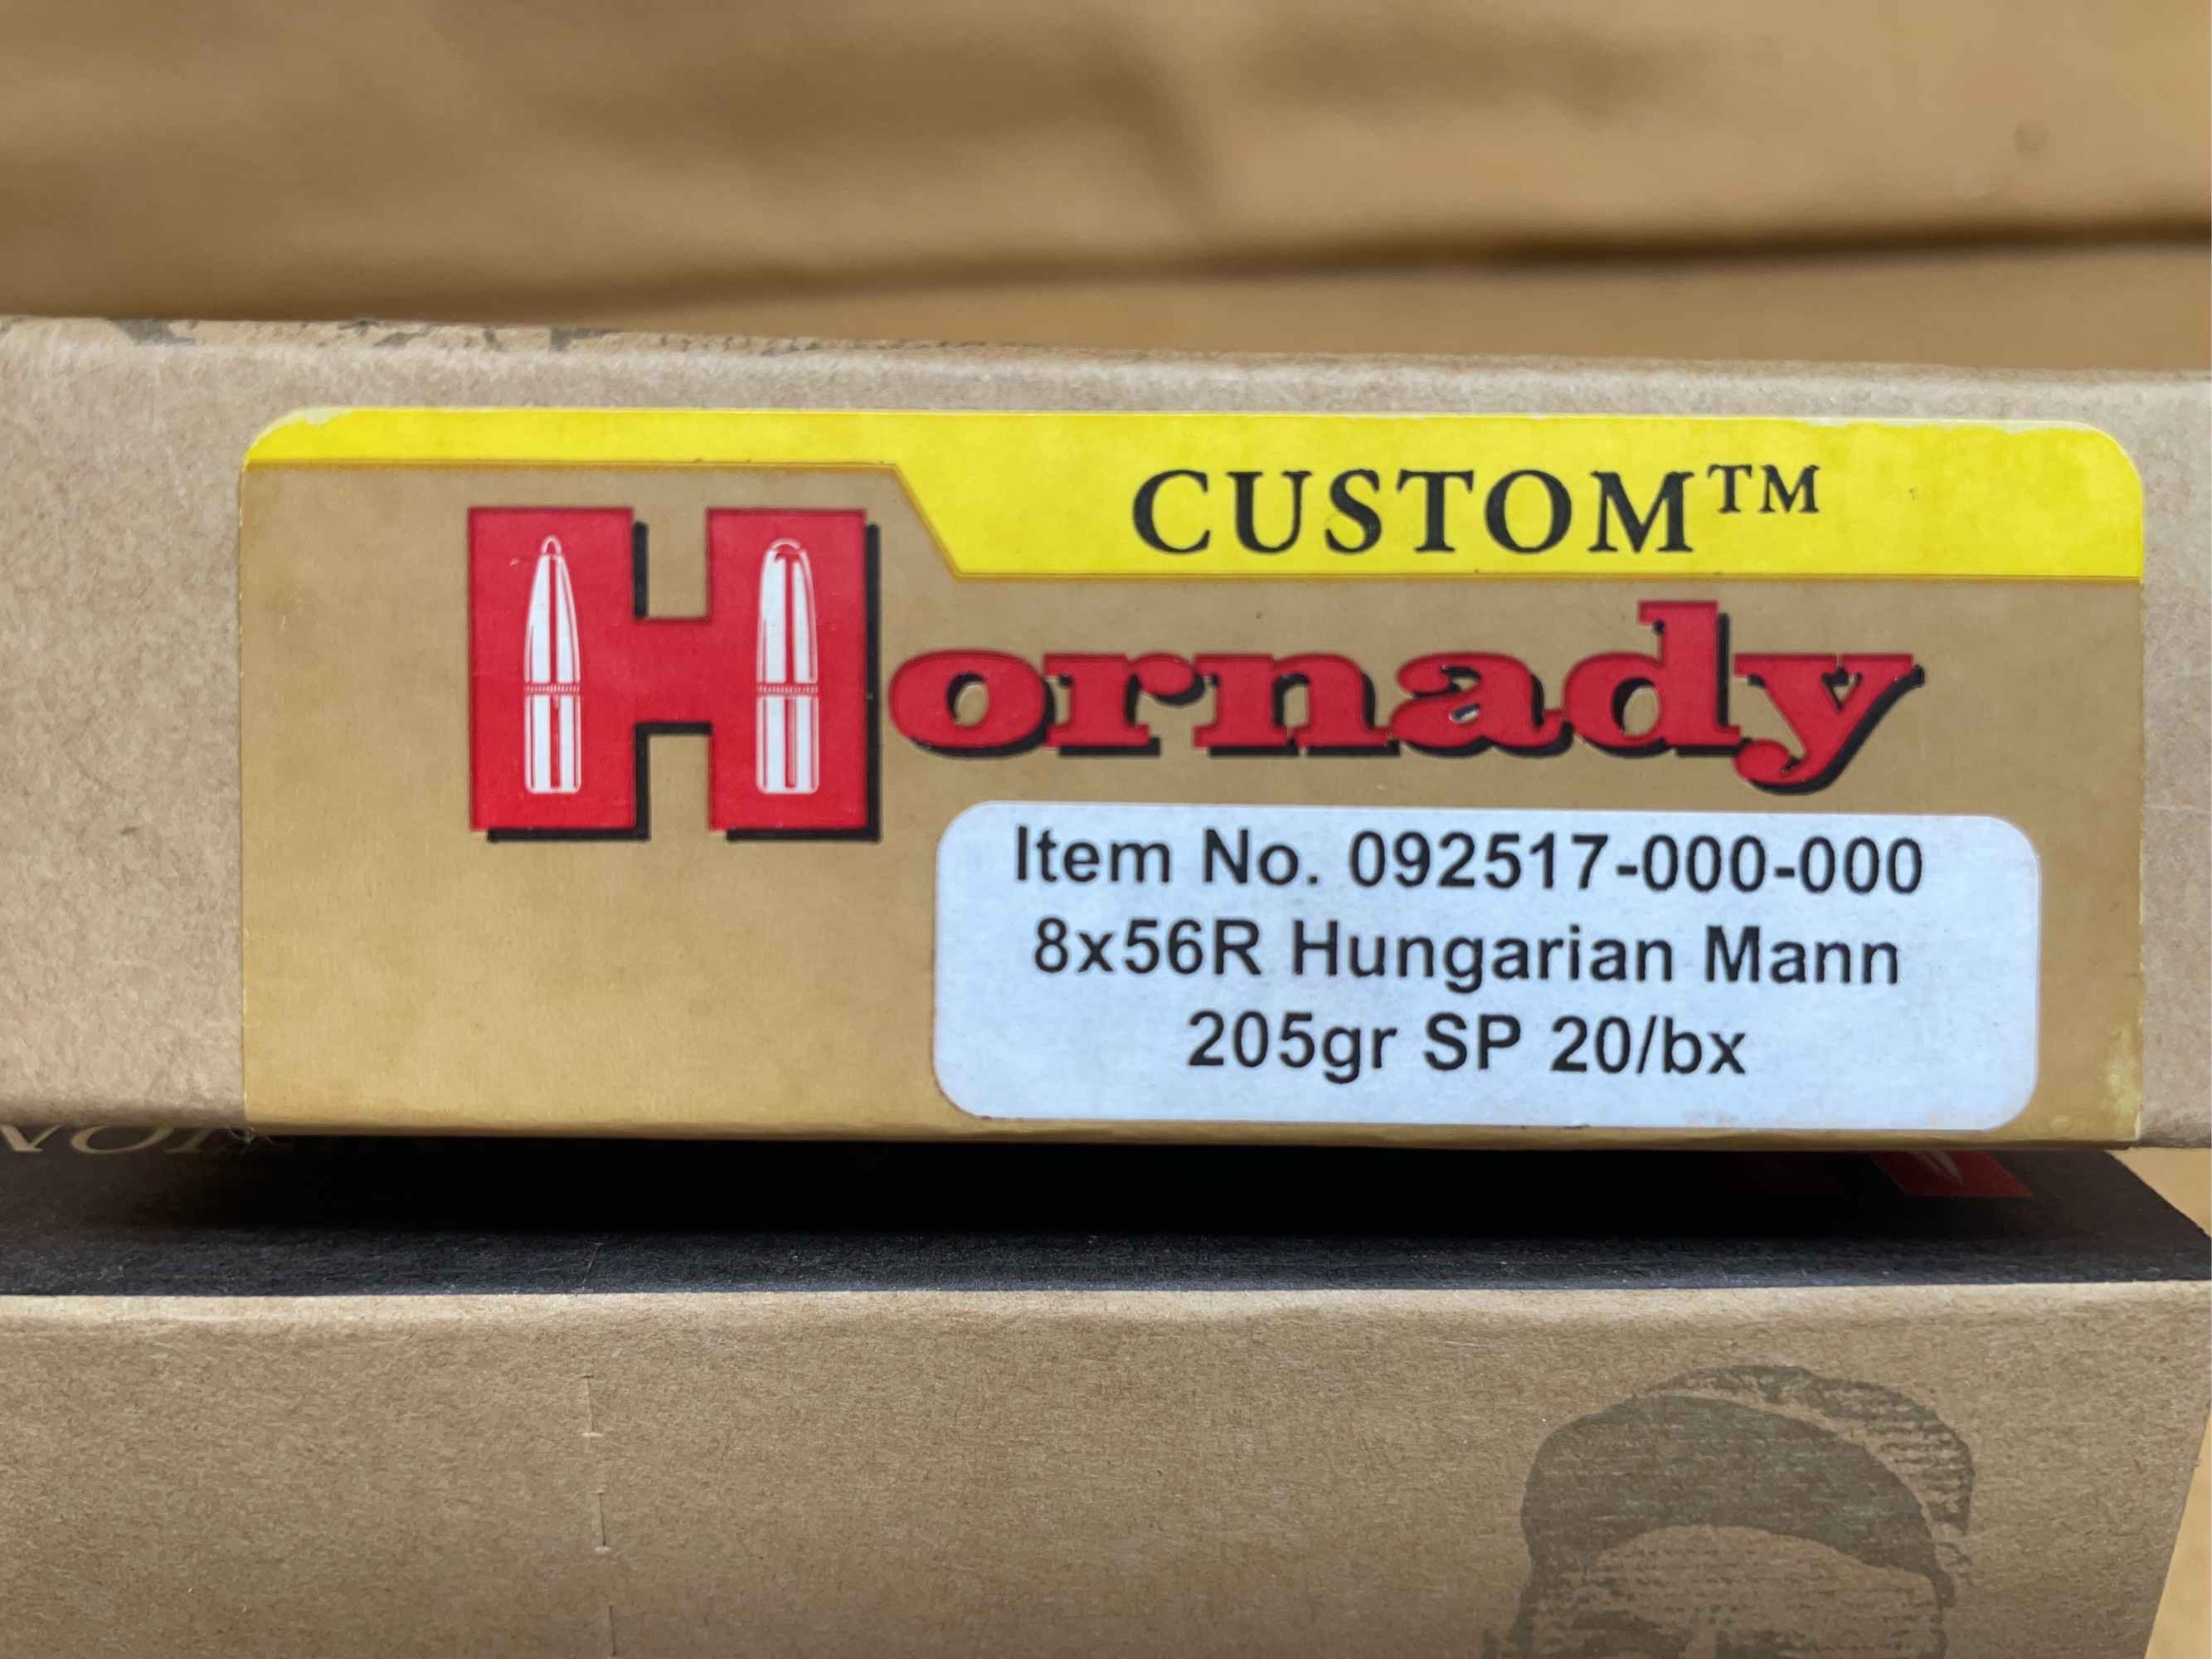 CUSTOM™
Hornady
Item No. 092517-000-000
8x56R Hungarian Mann
205gr SP 20/bx